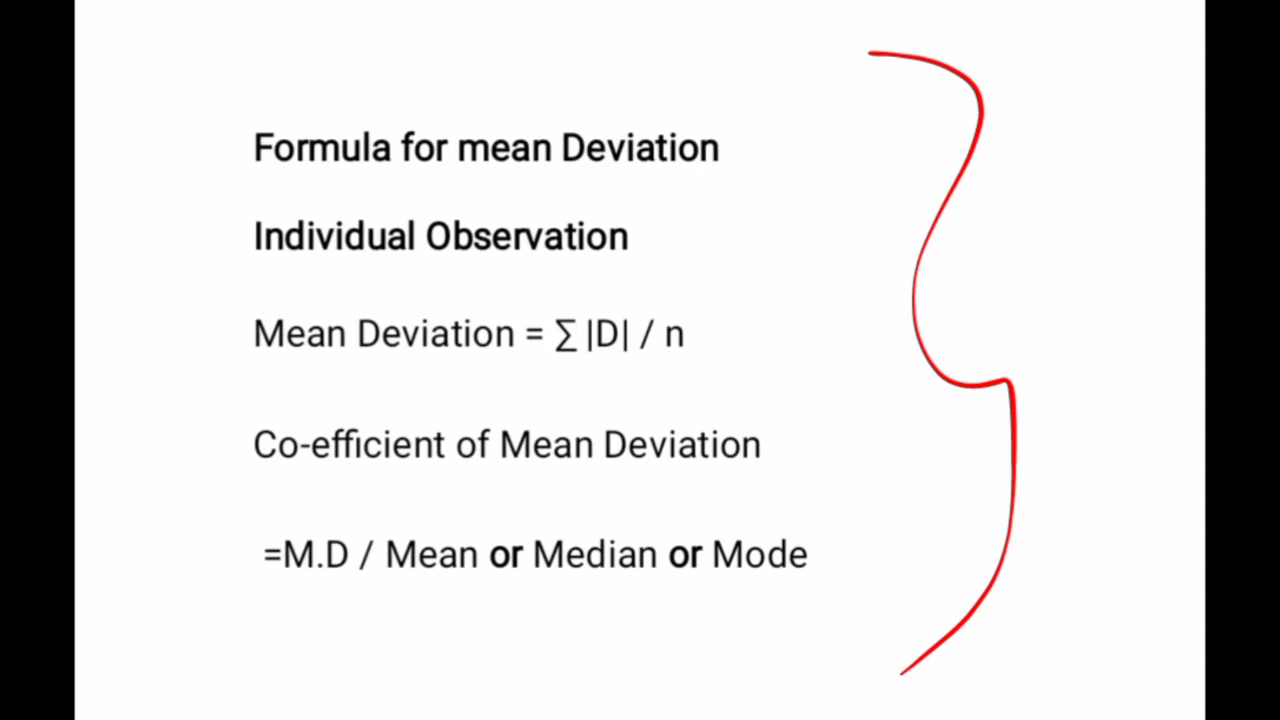 Formula for mean Deviation
Individual Observation
Mean Deviation = ∑ |D| / n
Co-efficient of Mean Deviation
=M.D / Mean or Median or Mode